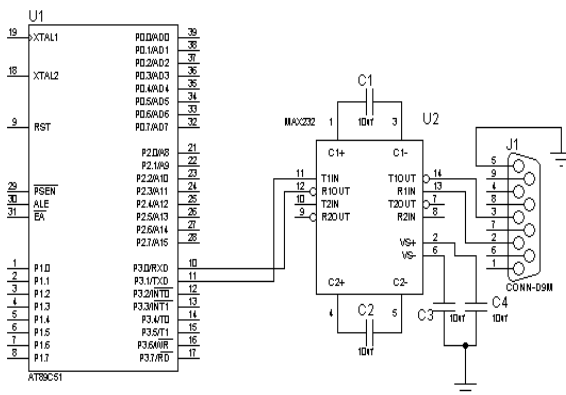 U1
19 XTAL1 P0.0/AD0 39
P0.1/AD1 38
P0.2/AD2 37
18 XTAL2 P0.3/AD3 36
P0.4/AD4 35
P0.5/AD5 34
P0.6/AD6 33
9 RST P0.7/AD7 32
P2.0/A8 21
P2.1/A9 22
P2.2/A10 23
29 PSEN P2.3/A11 24
30 ALE P2.4/A12 25
31 EA P2.5/A13 26
P2.6/A14 27
P2.7/A15 28
1 P1.0 P3.0/RXD 10
2 P1.1 P3.1/TXD 11
3 P1.2 P3.2/INT0 12
4 P1.3 P3.3/INT1 13
5 P1.4 P3.4/T0 14
6 P1.5 P3.5/T1 15
7 P1.6 P3.6/WR 16
8 P1.7 P3.7/RD 17
AT89C51
C1
MAX232 1 3 U2
C1+ C1-
11 T1IN T1OUT 14
12 R1OUT R1IN 13
10 T2IN T2OUT 7
9 R2OUT R2IN 8
VS+ 2
VS- 6
C2+ C2-
4 C2 5
C3 C4
J1
5
9
4
8
3
7
2
6
1
CONN-D9M